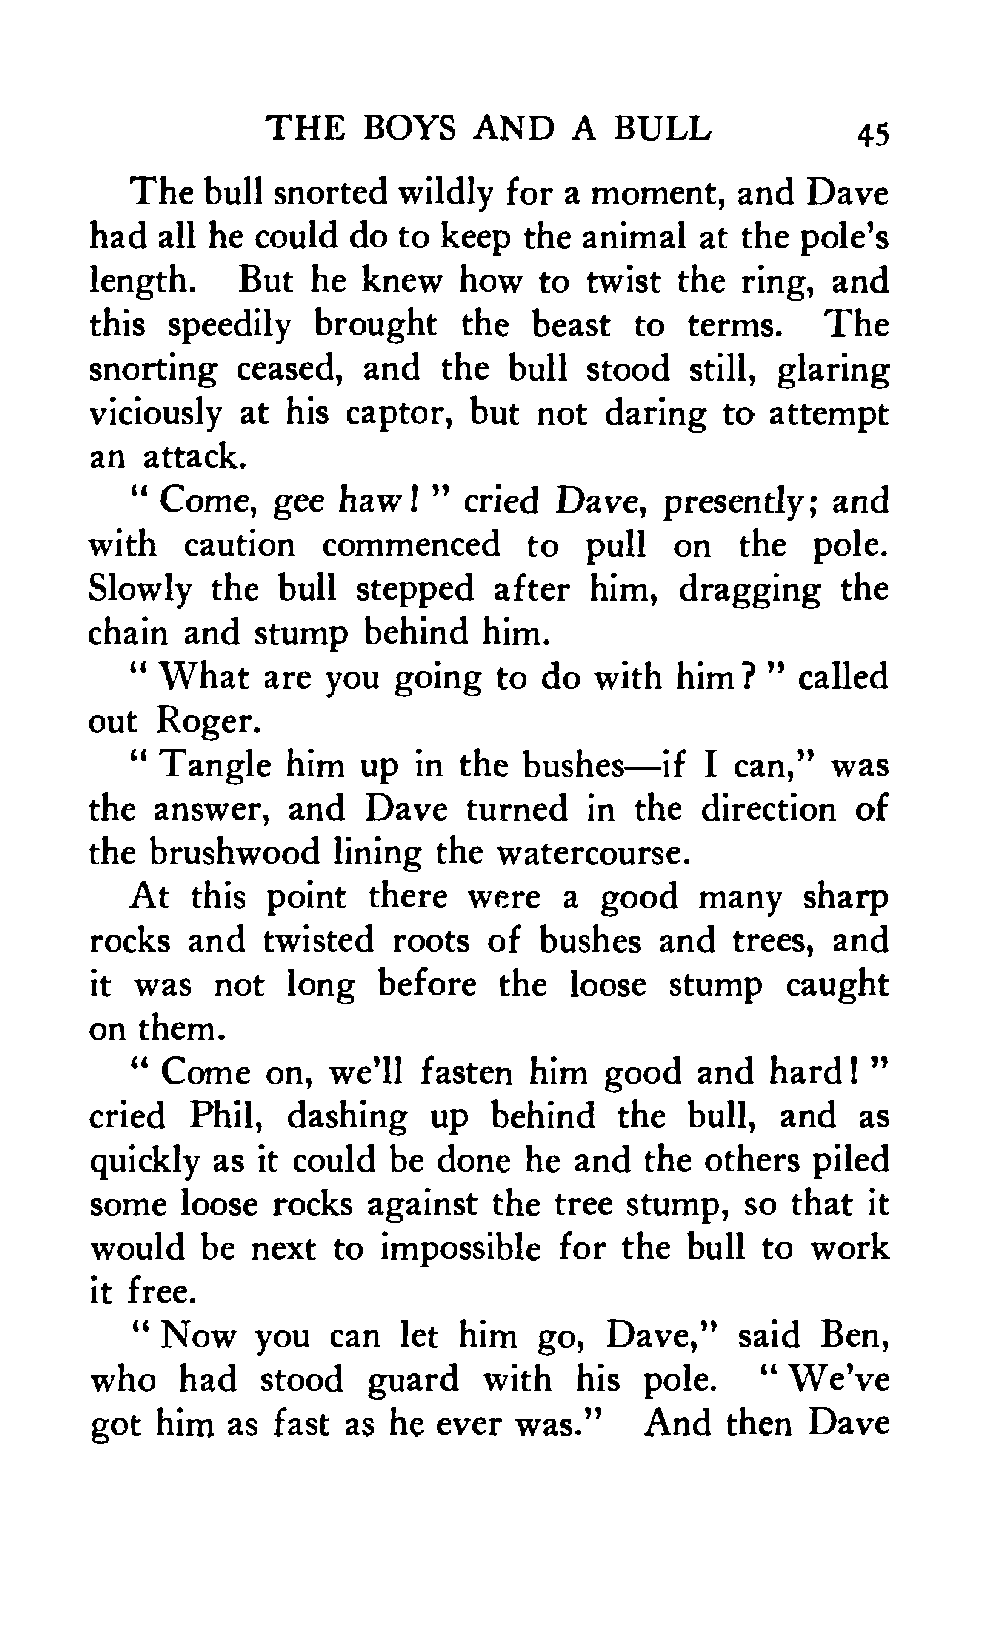 THE BOYS AND A BULL 45
The bull snorted wildly for a moment, and Dave
had all he could do to keep the animal at the pole's
length. But he knew how to twist the ring, and
this speedily brought the beast to terms. The
snorting ceased, and the bull stood still, glaring
viciously at his captor, but not daring to attempt
an attack.
" Come, gee haw! " cried Dave, presently; and
with caution commenced to pull on the pole.
Slowly the bull stepped after him, dragging the
chain and stump behind him.
" What are you going to do with him? " called
out Roger.
" Tangle him up in the bushes—if I can," was
the answer, and Dave turned in the direction of
the brushwood lining the watercourse.
At this point there were a good many sharp
rocks and twisted roots of bushes and trees, and
it was not long before the loose stump caught
on them.
" Come on, we'll fasten him good and hard! "
cried Phil, dashing up behind the bull, and as
quickly as it could be done he and the others piled
some loose rocks against the tree stump, so that it
would be next to impossible for the bull to work
it free.
" Now you can let him go, Dave," said Ben,
who had stood guard with his pole. " We've
got him as fast as he ever was." And then Dave